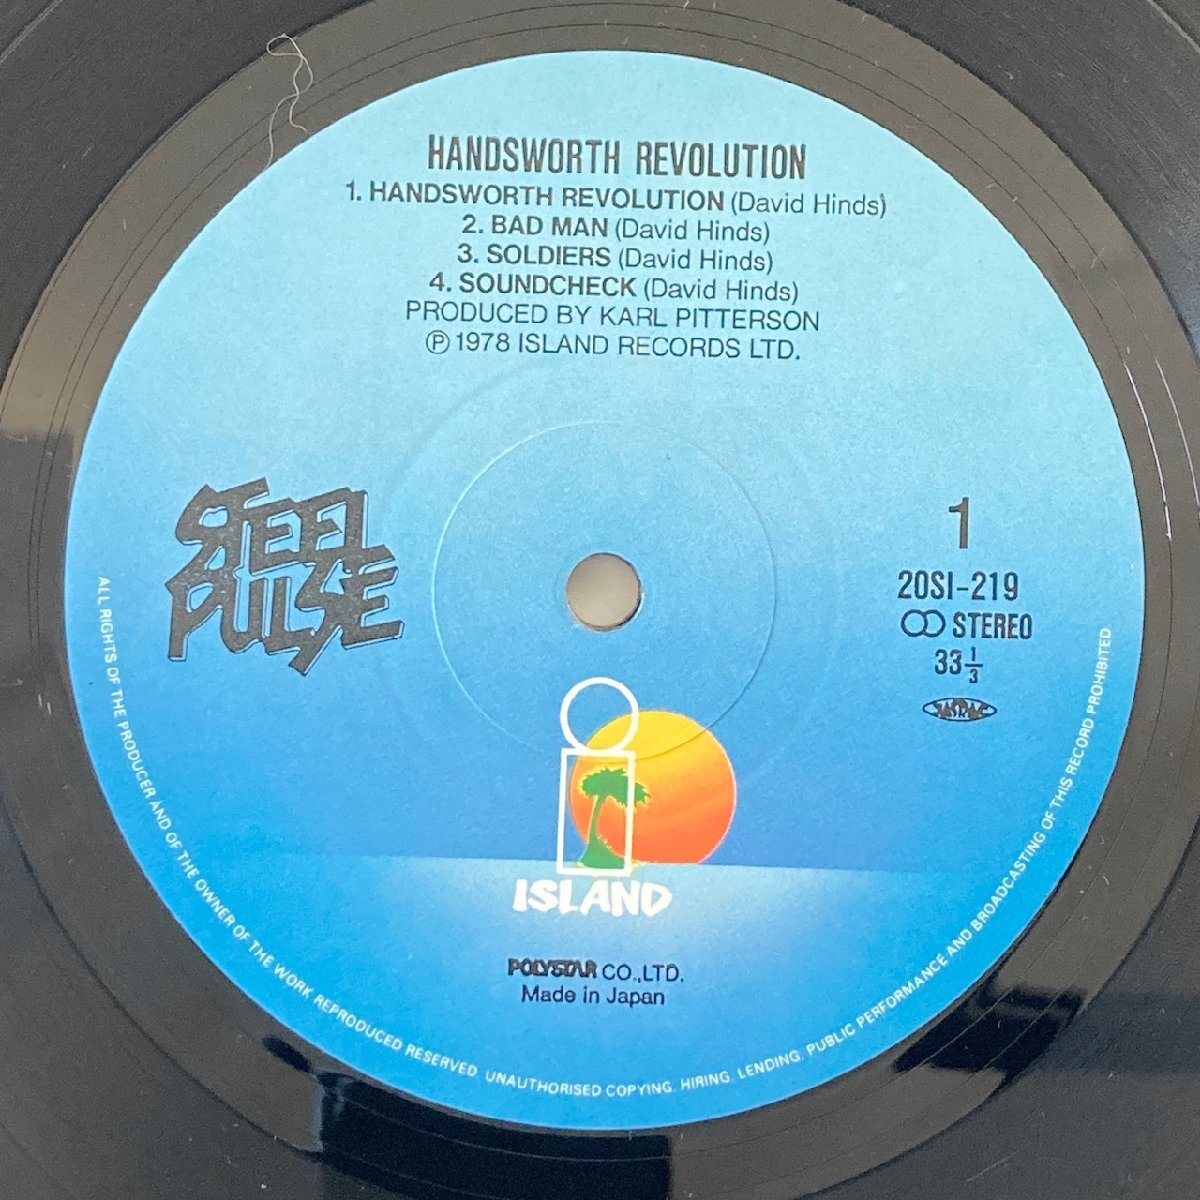 HANDSWORTH REVOLUTION
1. HANDSWORTH REVOLUTION (David Hinds)
2. BAD MAN (David Hinds)
3. SOLDIERS (David Hinds)
4. SOUNDCHECK (David Hinds)
PRODUCED BY KARL PITTERSON
Ⓟ 1978 ISLAND RECORDS LTD.
STEEL
PULSE
1
20SI-219
STEREO
33 1/3
JASRAC
ISLAND
POLYSTAR CO.,LTD.
Made in Japan
ALL RIGHTS OF THE PRODUCER AND OF THE OWNER OF THE WORK REPRODUCED RESERVED. UNAUTHORISED COPYING. HIRING. LENDING. PUBLIC PERFORMANCE AND BROADCASTING OF THIS RECORD PROHIBITED